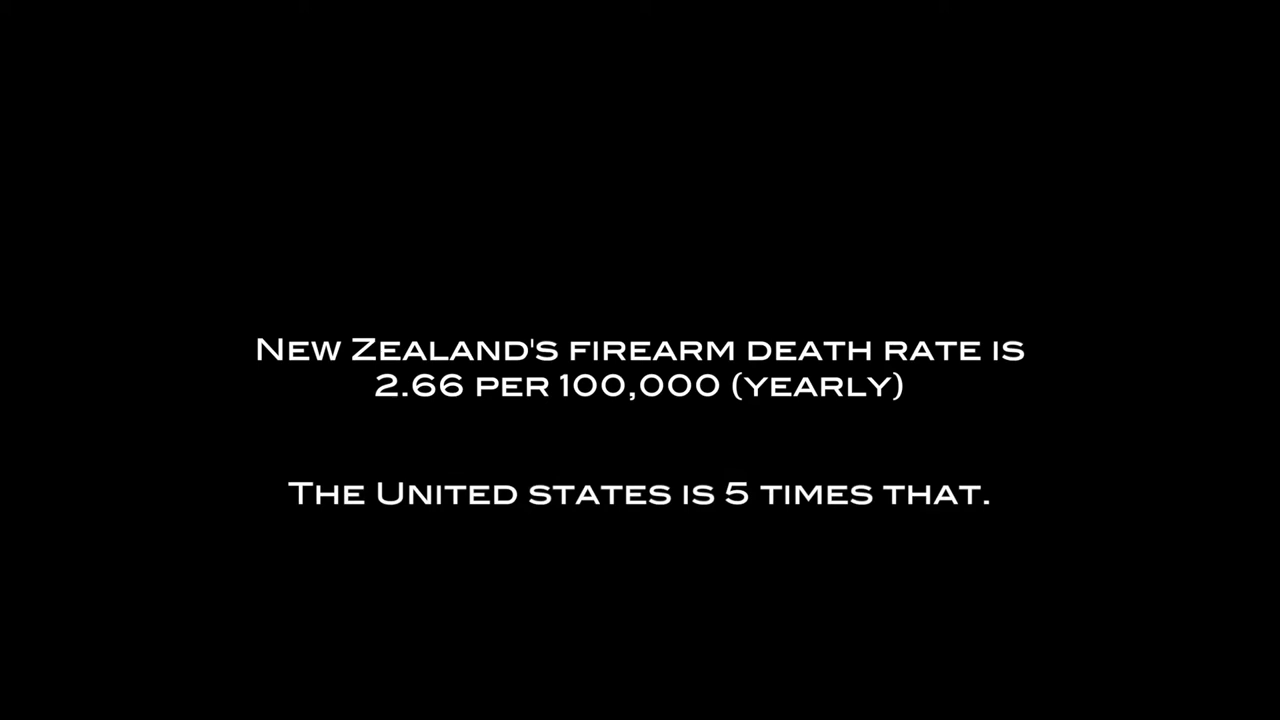 New Zealand's firearm death rate is
2.66 per 100,000 (yearly)
The United states is 5 times that.